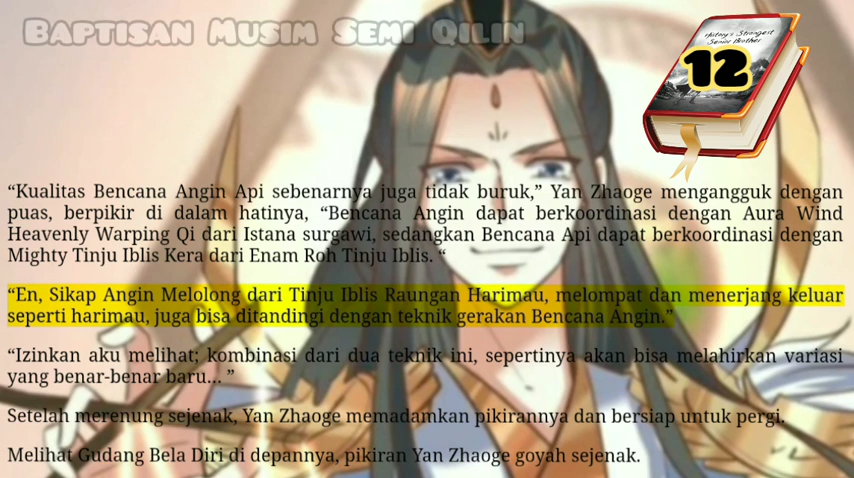 Baptisan Musim Semi Qilin
History's Strongest
Senior Brother
12
“Kualitas Bencana Angin Api sebenarnya juga tidak buruk,” Yan Zhaoge mengangguk dengan
puas, berpikir di dalam hatinya, “Bencana Angin dapat berkoordinasi dengan Aura Wind
Heavenly Warping Qi dari Istana surgawi, sedangkan Bencana Api dapat berkoordinasi dengan
Mighty Tinju Iblis Kera dari Enam Roh Tinju Iblis. “
“En, Sikap Angin Melolong dari Tinju Iblis Raungan Harimau, melompat dan menerjang keluar
seperti harimau, juga bisa ditandingi dengan teknik gerakan Bencana Angin.”
“Izinkan aku melihat; kombinasi dari dua teknik ini, sepertinya akan bisa melahirkan variasi
yang benar-benar baru... ”
Setelah merenung sejenak, Yan Zhaoge memadamkan pikirannya dan bersiap untuk pergi.
Melihat Gudang Bela Diri di depannya, pikiran Yan Zhaoge goyah sejenak.